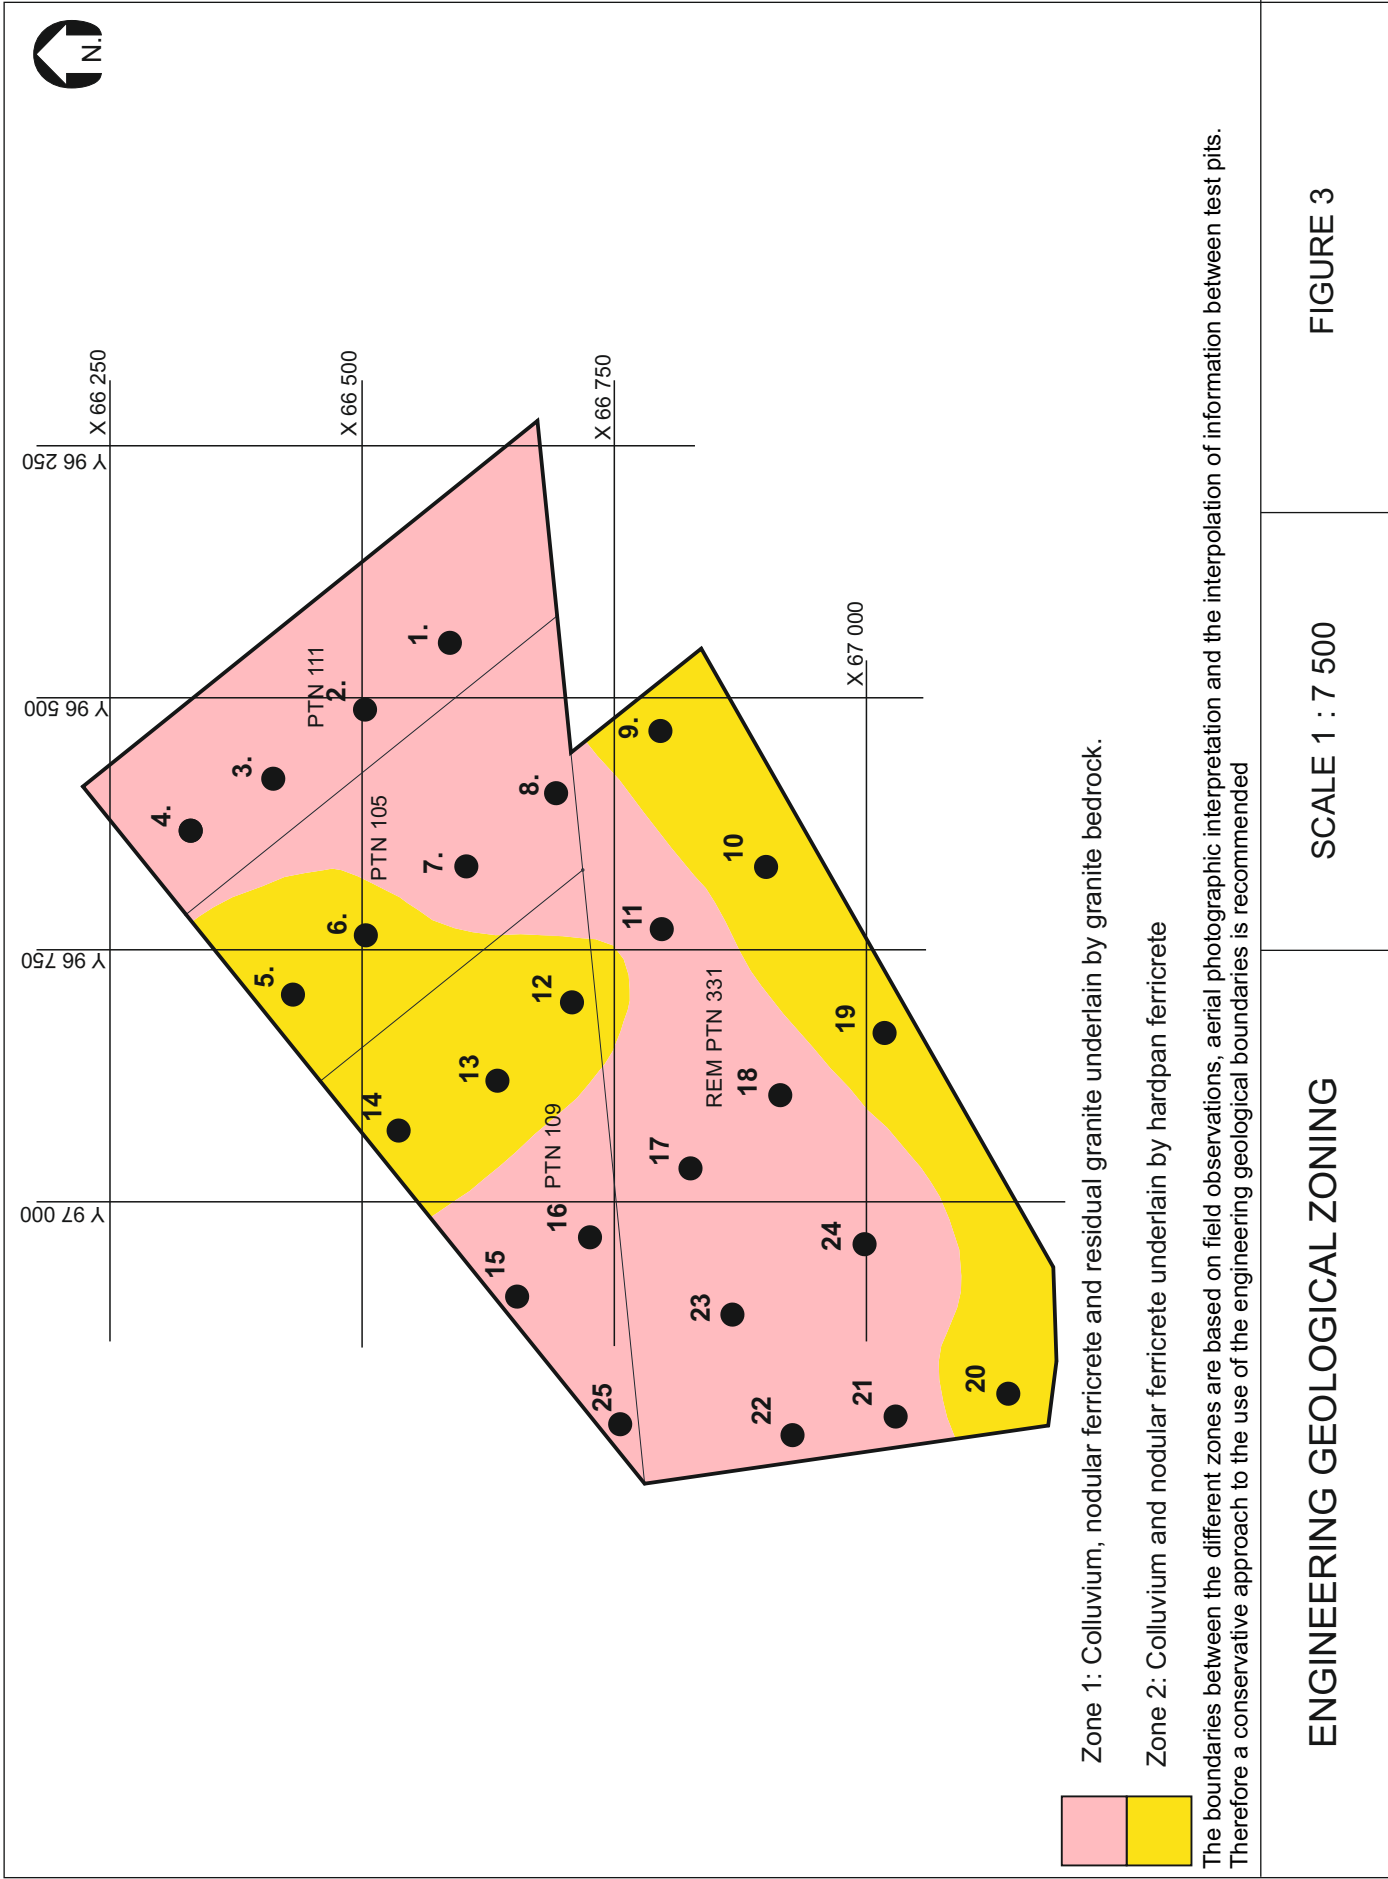 N.
Y 97 000
Y 96 750
Y 96 500
Y 96 250
X 66 250
X 66 500
X 66 750
X 67 000
4.
3.
PTN 111
2.
1.
5.
6.
PTN 105
7.
8.
9.
14
13
12
11
10
15
16
PTN 109
17
REM PTN 331
18
19
25
23
24
22
21
20
Zone 1: Colluvium, nodular ferricrete and residual granite underlain by granite bedrock.
Zone 2: Colluvium and nodular ferricrete underlain by hardpan ferricrete
The boundaries between the different zones are based on field observations, aerial photographic interpretation and the interpolation of information between test pits.
Therefore a conservative approach to the use of the engineering geological boundaries is recommended
ENGINEERING GEOLOGICAL ZONING
SCALE 1 : 7 500
FIGURE 3